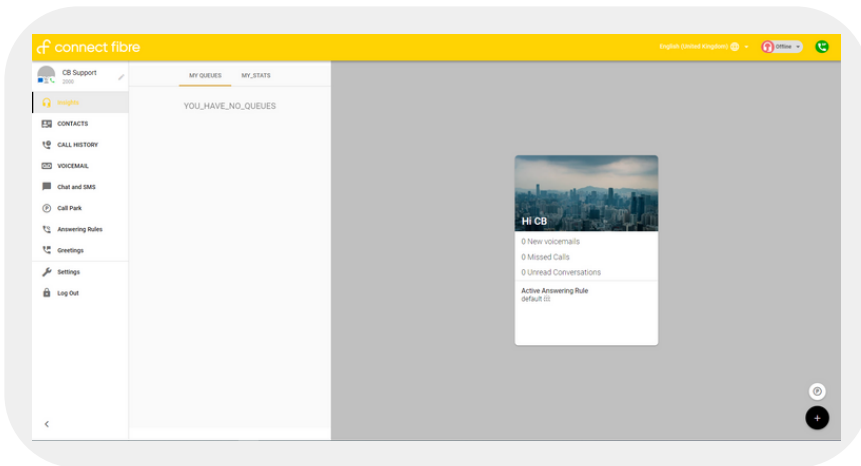 connect fibre
English (United Kingdom)
Offline
CB Support
2000
MY QUEUES
MY_STATS
Insights
YOU_HAVE_NO_QUEUES
CONTACTS
CALL HISTORY
VOICEMAIL
Chat and SMS
Call Park
Answering Rules
Greetings
Settings
Log Out
Hi CB
0 New voicemails
0 Missed Calls
0 Unread Conversations
Active Answering Rule
default